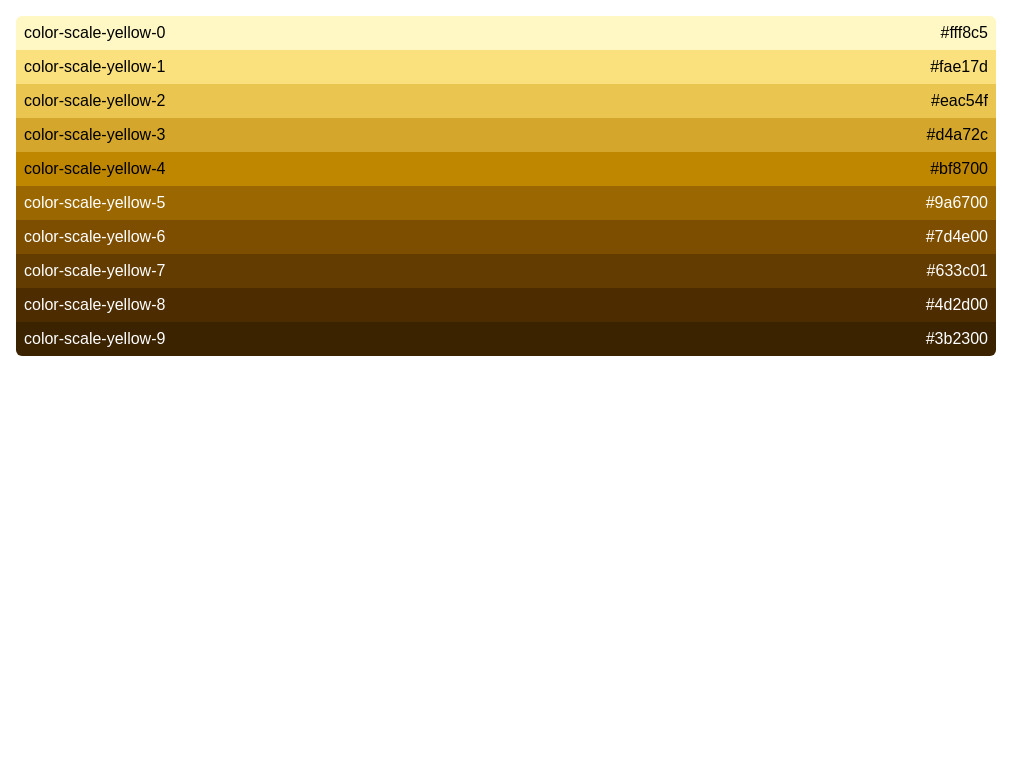 color-scale-yellow-0 #fff8c5
color-scale-yellow-1 #fae17d
color-scale-yellow-2 #eac54f
color-scale-yellow-3 #d4a72c
color-scale-yellow-4 #bf8700
color-scale-yellow-5 #9a6700
color-scale-yellow-6 #7d4e00
color-scale-yellow-7 #633c01
color-scale-yellow-8 #4d2d00
color-scale-yellow-9 #3b2300